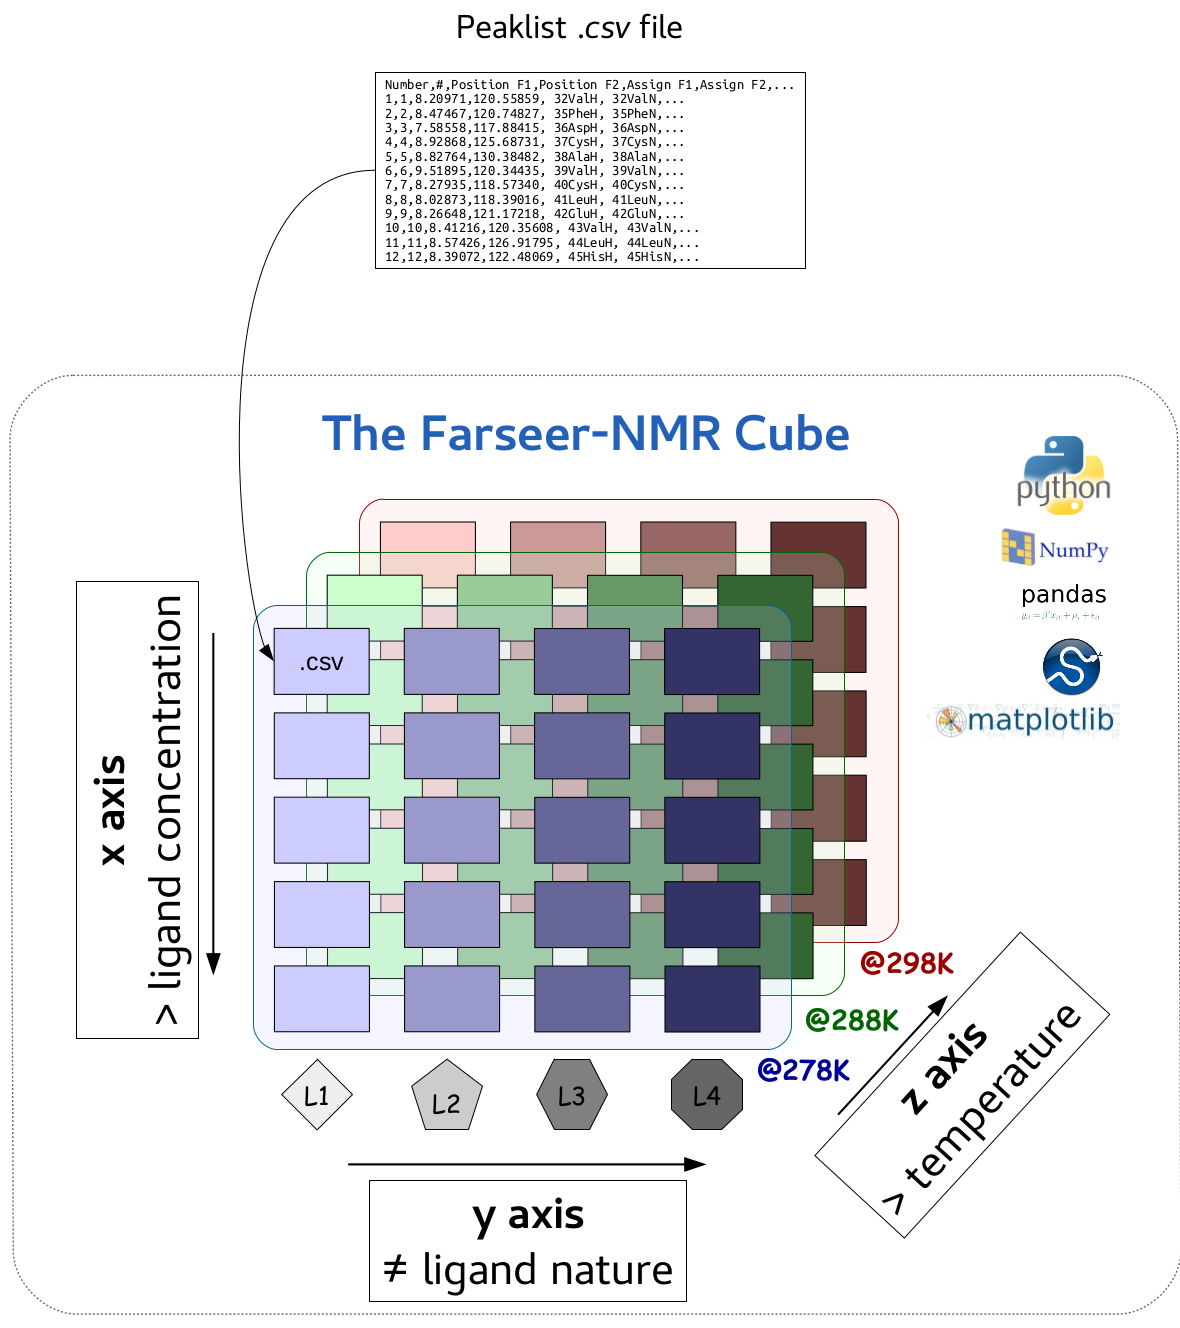 Peaklist .csv file
Number,#,Position F1,Position F2,Assign F1,Assign F2,...
1,1,8.20971,120.55859, 32ValH, 32ValN,...
2,2,8.47467,120.74827, 35PheH, 35PheN,...
3,3,7.58558,117.88415, 36AspH, 36AspN,...
4,4,8.92868,125.68731, 37CysH, 37CysN,...
5,5,8.82764,130.38482, 38AlaH, 38AlaN,...
6,6,9.51895,120.34435, 39ValH, 39ValN,...
7,7,8.27935,118.57340, 40CysH, 40CysN,...
8,8,8.02873,118.39016, 41LeuH, 41LeuN,...
9,9,8.26648,121.17218, 42GluH, 42GluN,...
10,10,8.41216,120.35608, 43ValH, 43ValN,...
11,11,8.57426,126.91795, 44LeuH, 44LeuN,...
12,12,8.39072,122.48069, 45HisH, 45HisN,...
The Farseer-NMR Cube
python
NumPy
pandas
matplotlib
.csv
x axis
> ligand concentration
@298K
@288K
@278K
z axis
> temperature
L1
L2
L3
L4
y axis
≠ ligand nature